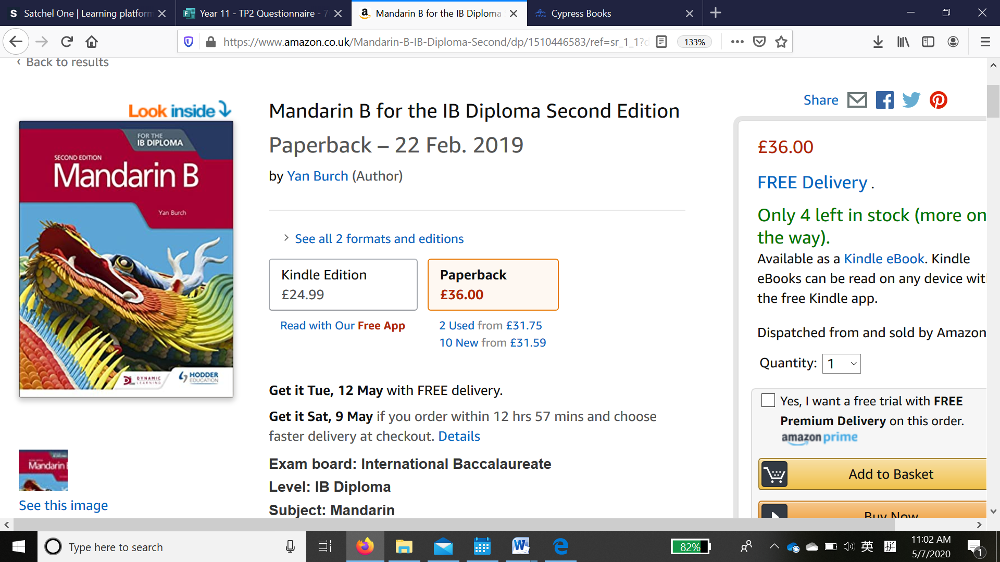 Satchel One | Learning platform
Year 11 - TP2 Questionnaire - 7
Mandarin B for the IB Diploma
Cypress Books
https://www.amazon.co.uk/Mandarin-B-IB-Diploma-Second/dp/1510446583/ref=sr_1_1?d
133%
‹ Back to results
Look inside
FOR THE
IB DIPLOMA
SECOND EDITION
Mandarin B
Yan Burch
DYNAMIC
LEARNING
HODDER
EDUCATION
Mandarin
See this image
Mandarin B for the IB Diploma Second Edition
Paperback – 22 Feb. 2019
by Yan Burch (Author)
See all 2 formats and editions
Kindle Edition
£24.99
Read with Our Free App
Paperback
£36.00
2 Used from £31.75
10 New from £31.59
Get it Tue, 12 May with FREE delivery.
Get it Sat, 9 May if you order within 12 hrs 57 mins and choose
faster delivery at checkout. Details
Exam board: International Baccalaureate
Level: IB Diploma
Subject: Mandarin
Share
£36.00
FREE Delivery .
Only 4 left in stock (more on
the way).
Available as a Kindle eBook. Kindle
eBooks can be read on any device wit
the free Kindle app.
Dispatched from and sold by Amazon
Quantity: 1
Yes, I want a free trial with FREE
Premium Delivery on this order.
amazon prime
Add to Basket
Buy Now
Type here to search
82%
英
拼
11:02 AM
5/7/2020
1